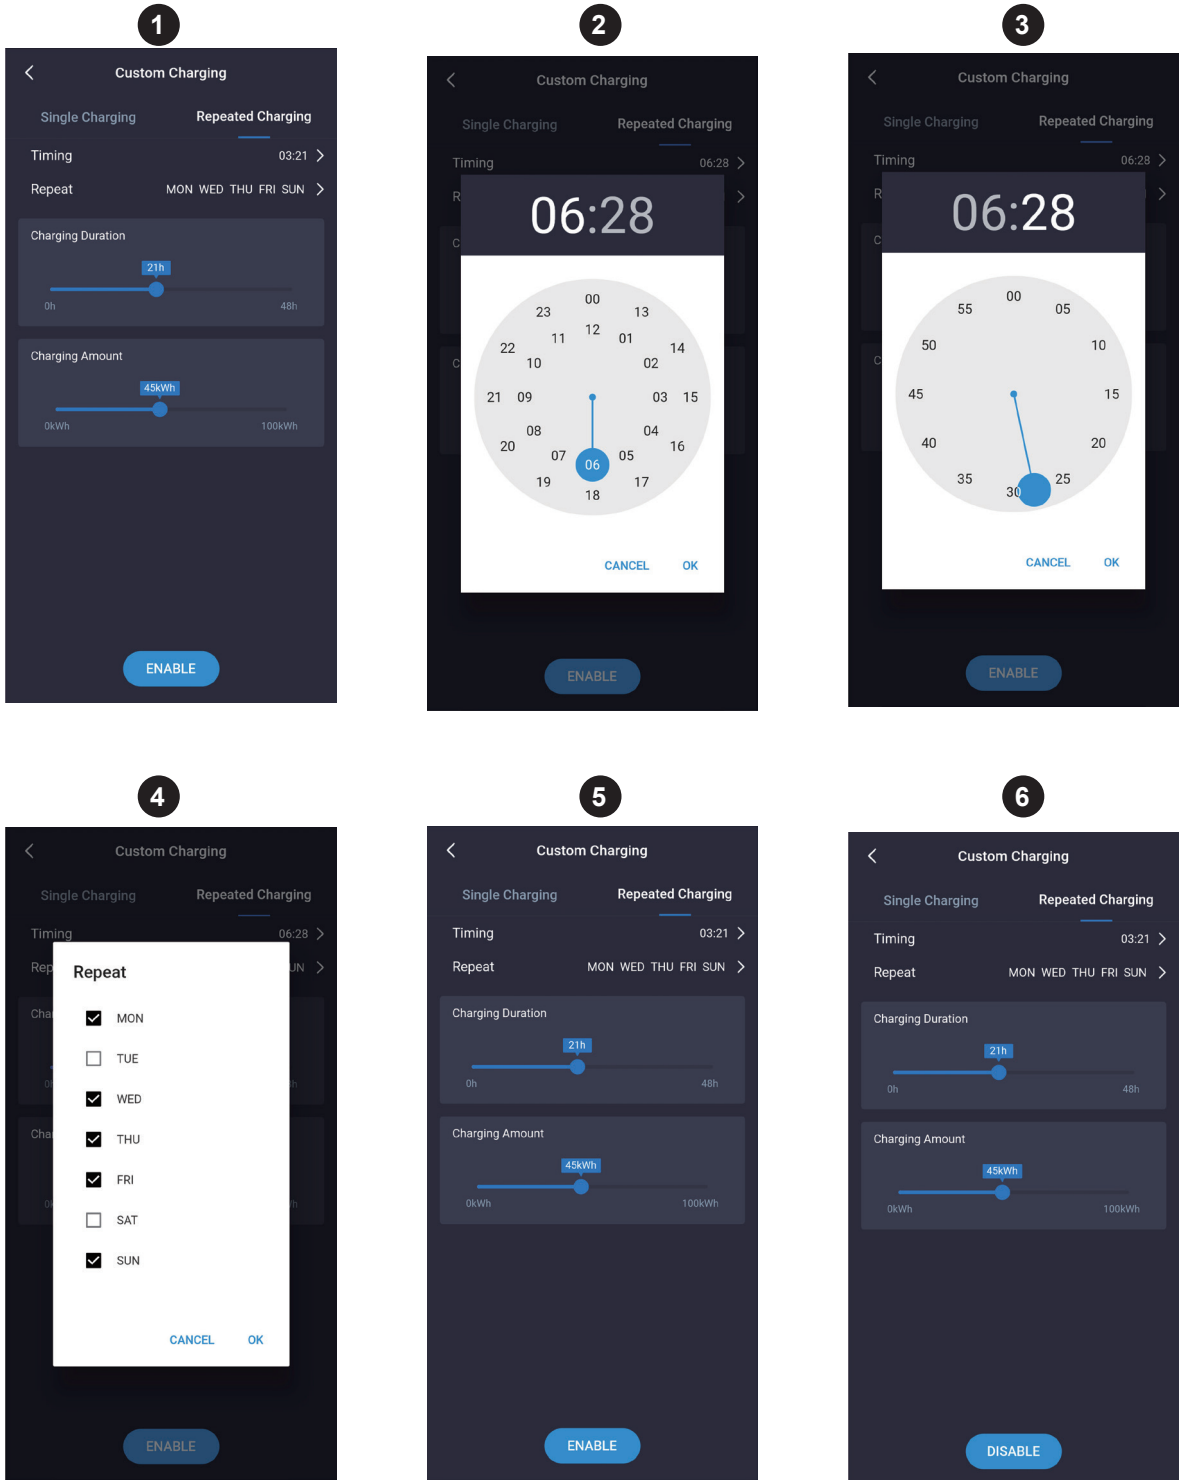 1
Custom Charging
Single Charging Repeated Charging
Timing 03:21
Repeat MON WED THU FRI SUN
Charging Duration
21h
0h 48h
Charging Amount
45kWh
0kWh 100kWh
ENABLE
2
Custom Charging
Single Charging Repeated Charging
Timing 06:28
R
06:28
C
00
23 13
12
11 01
22 14
10 02
C
21 09 03 15
08 04
20 16
07 06 05
19 17
18
CANCEL OK
ENABLE
3
Custom Charging
Single Charging Repeated Charging
Timing 06:28
R
06:28
C
00
55 05
50 10
C
45 15
40 20
35 25
30
CANCEL OK
ENABLE
4
Custom Charging
Single Charging Repeated Charging
Timing 06:28
Rep UN
Repeat
Cha
MON
TUE
0h h
WED
Cha
THU
FRI
0k h
SAT
SUN
CANCEL OK
ENABLE
5
Custom Charging
Single Charging Repeated Charging
Timing 03:21
Repeat MON WED THU FRI SUN
Charging Duration
21h
0h 48h
Charging Amount
45kWh
0kWh 100kWh
ENABLE
6
Custom Charging
Single Charging Repeated Charging
Timing 03:21
Repeat MON WED THU FRI SUN
Charging Duration
21h
0h 48h
Charging Amount
45kWh
0kWh 100kWh
DISABLE